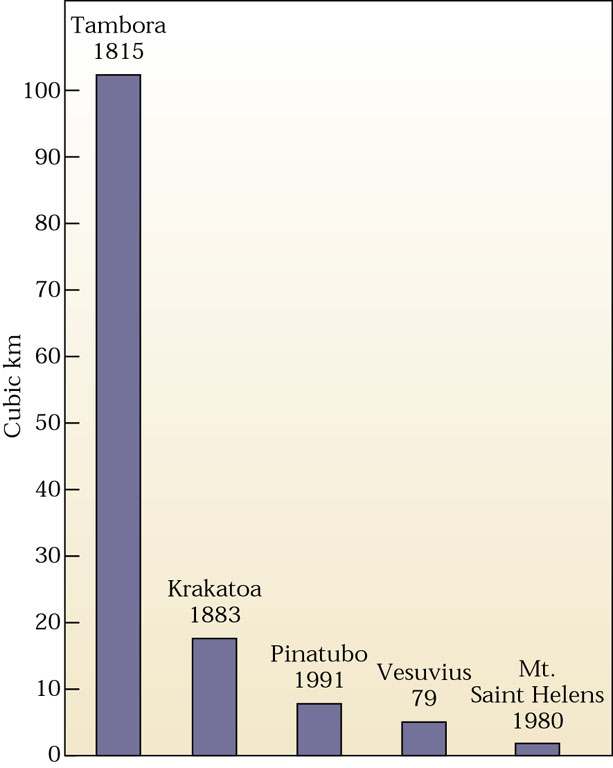 Tambora
1815
100
90
80
70
60
50
40
30
20
10
0
Cubic km
Krakatoa
1883
Pinatubo
1991
Vesuvius
79
Mt.
Saint Helens
1980